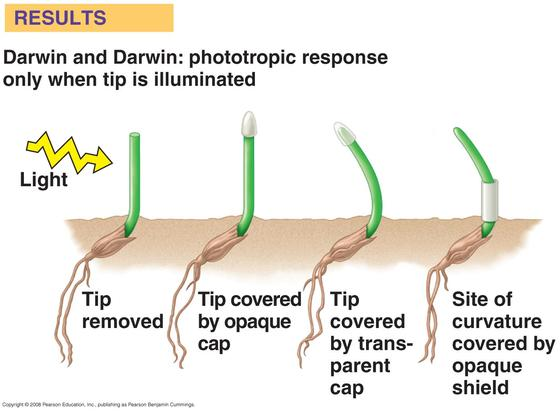 RESULTS
Darwin and Darwin: phototropic response
only when tip is illuminated
Light
Tip
removed
Tip covered
by opaque
cap
Tip
covered
by trans-
parent
cap
Site of
curvature
covered by
opaque
shield
Copyright © 2008 Pearson Education, Inc., publishing as Pearson Benjamin Cummings.